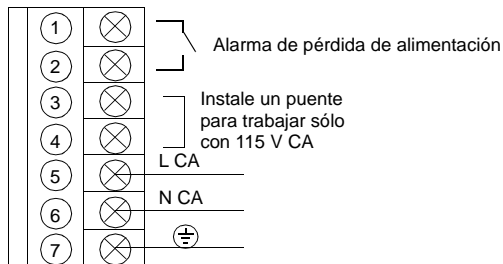 1
Alarma de pérdida de alimentación
2
3
Instale un puente
para trabajar sólo
con 115 V CA
4
L CA
5
N CA
6
7